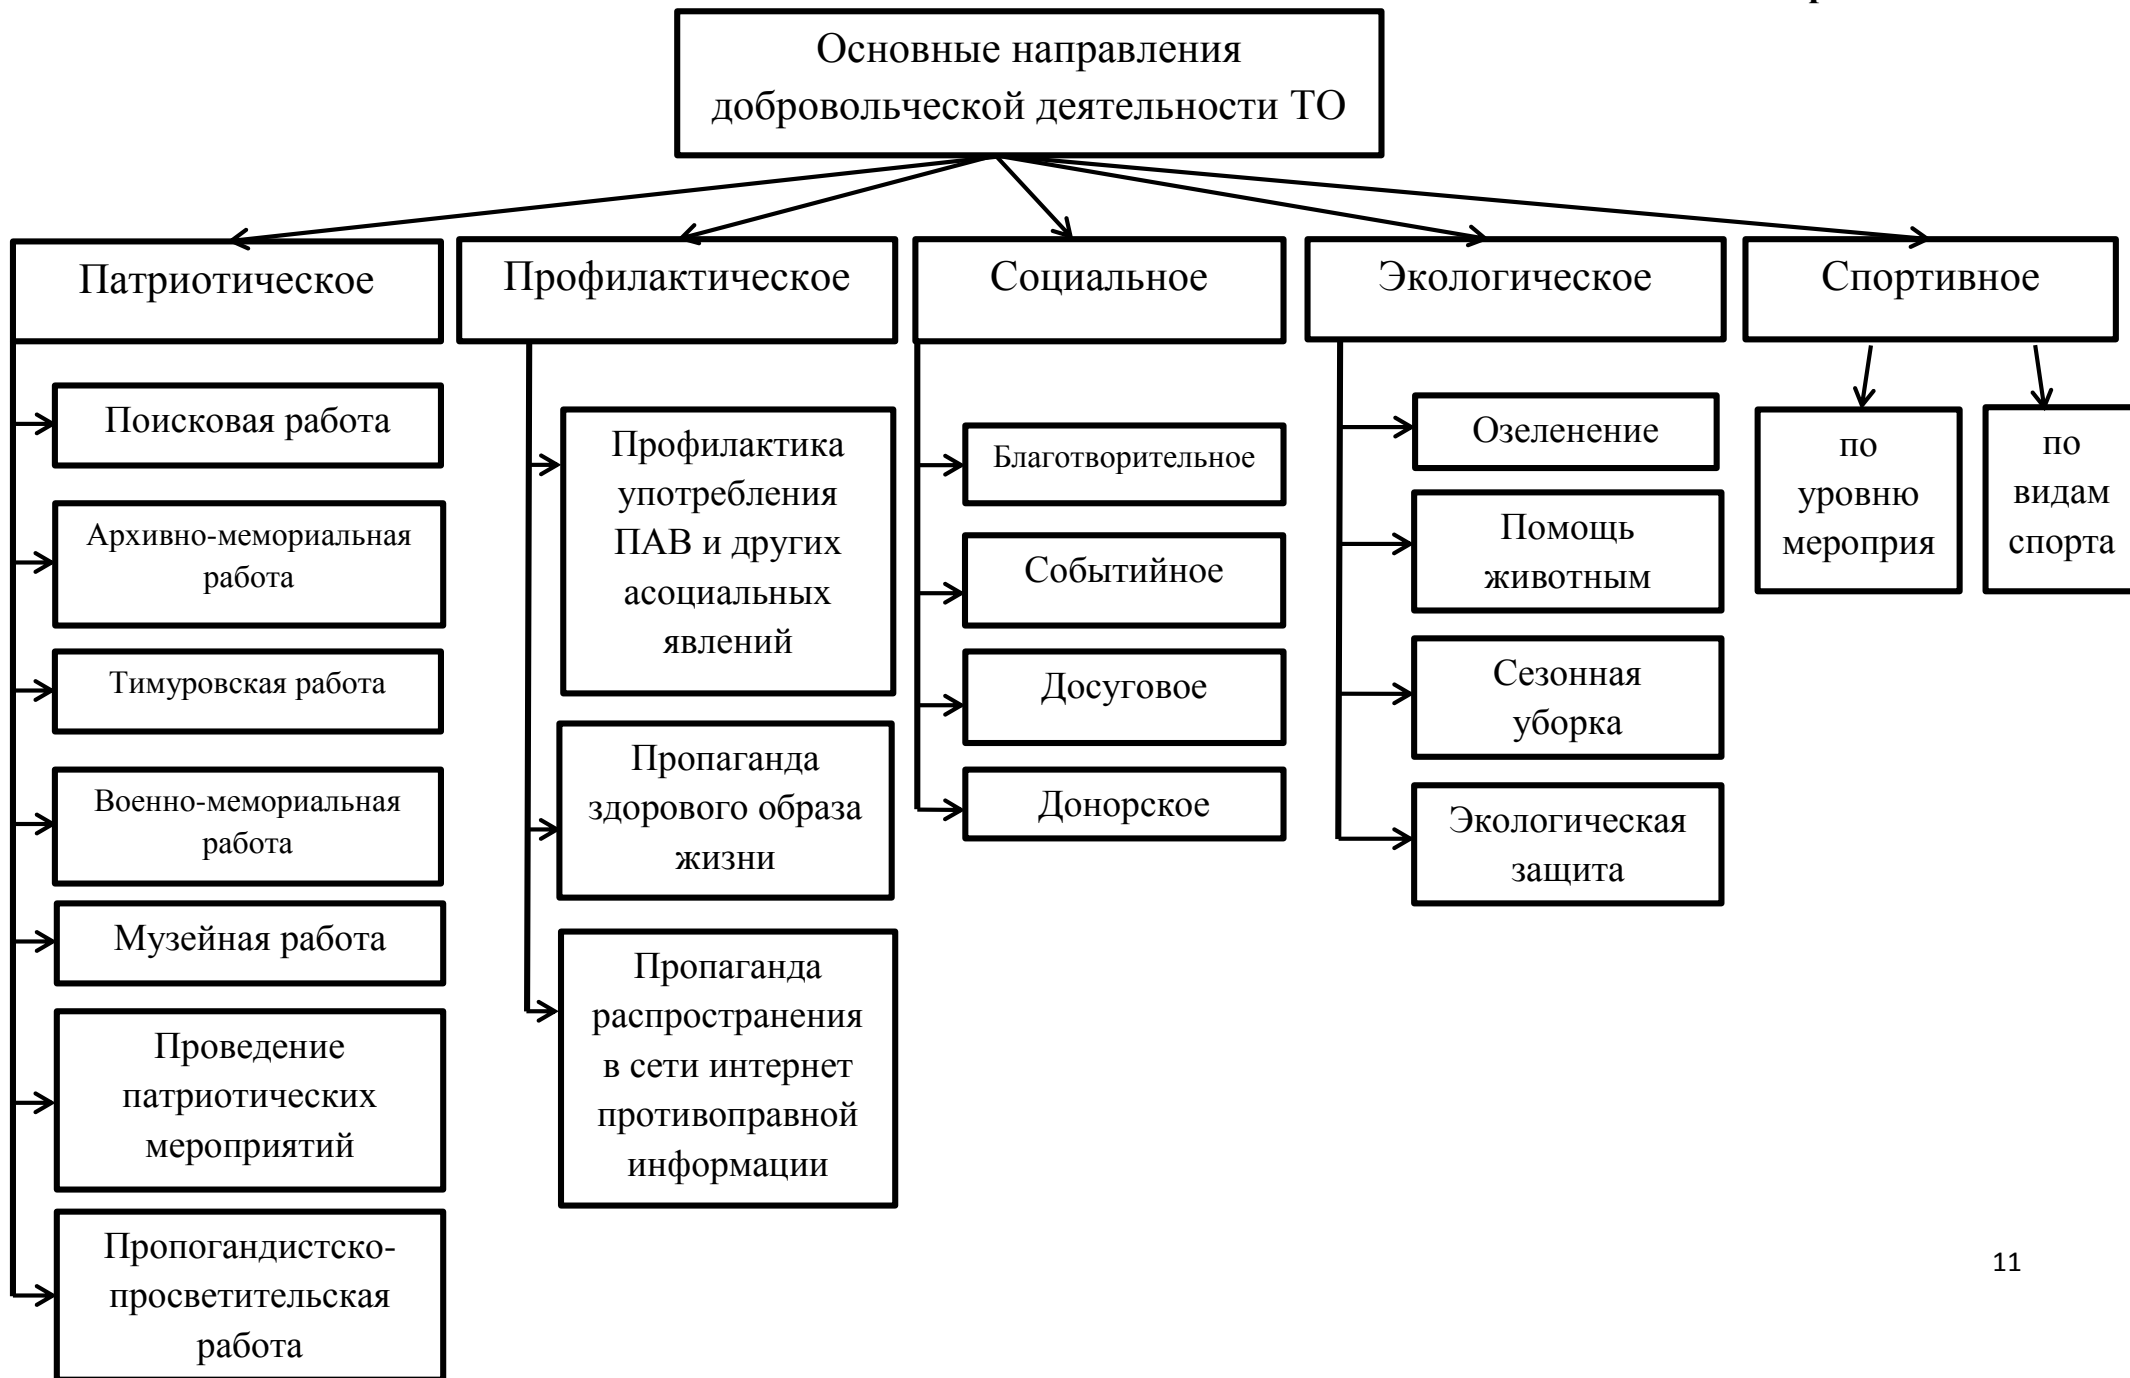 Основные направления
добровольческой деятельности ТО
Патриотическое
Профилактическое
Социальное
Экологическое
Спортивное
Поисковая работа
Архивно-мемориальная
работа
Тимуровская работа
Военно-мемориальная
работа
Музейная работа
Проведение
патриотических
мероприятий
Пропогандистско-
просветительская
работа
Профилактика
употребления
ПАВ и других
асоциальных
явлений
Пропаганда
здорового образа
жизни
Пропаганда
распространения
в сети интернет
противоправной
информации
Благотворительное
Событийное
Досуговое
Донорское
Озеленение
Помощь
животным
Сезонная
уборка
Экологическая
защита
по
уровню
мероприя
по
видам
спорта
11